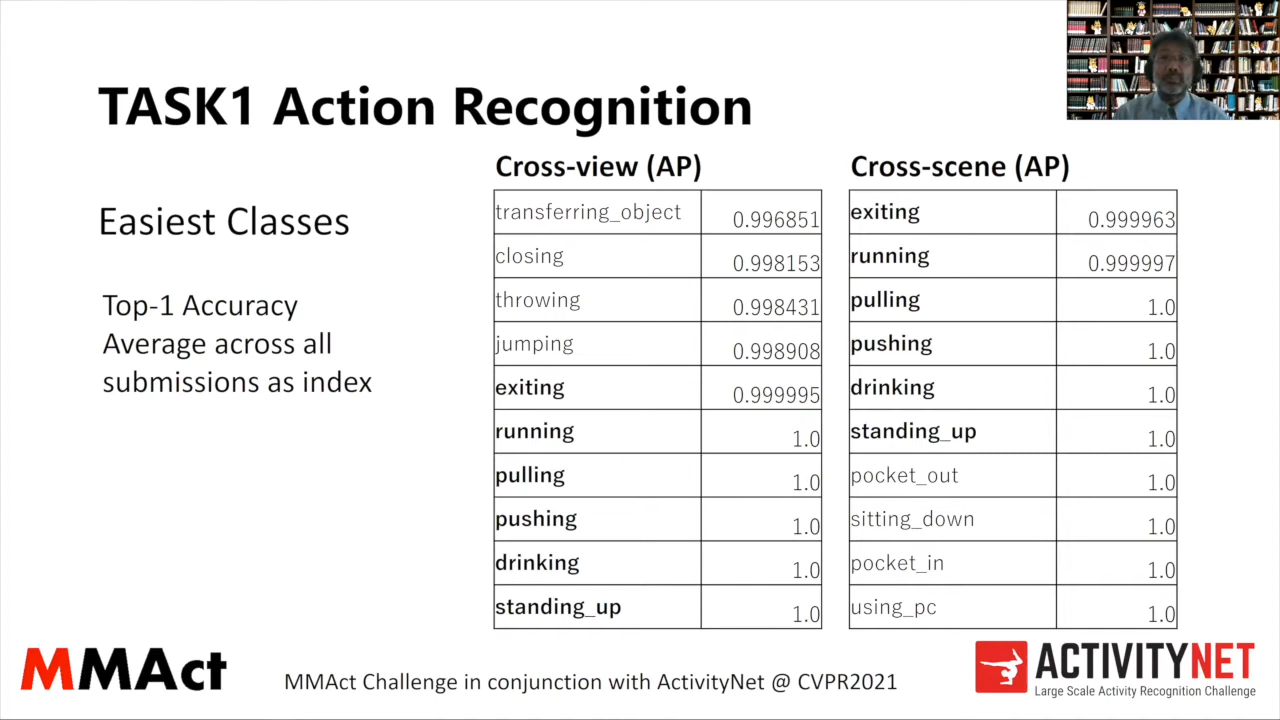 TASK1 Action Recognition
Easiest Classes
Top-1 Accuracy
Average across all
submissions as index
Cross-view (AP)
transferring_object 0.996851
closing 0.998153
throwing 0.998431
jumping 0.998908
exiting 0.999995
running 1.0
pulling 1.0
pushing 1.0
drinking 1.0
standing_up 1.0
Cross-scene (AP)
exiting 0.999963
running 0.999997
pulling 1.0
pushing 1.0
drinking 1.0
standing_up 1.0
pocket_out 1.0
sitting_down 1.0
pocket_in 1.0
using_pc 1.0
MMAct
MMAct Challenge in conjunction with ActivityNet @ CVPR2021
ACTIVITYNET
Large Scale Activity Recognition Challenge